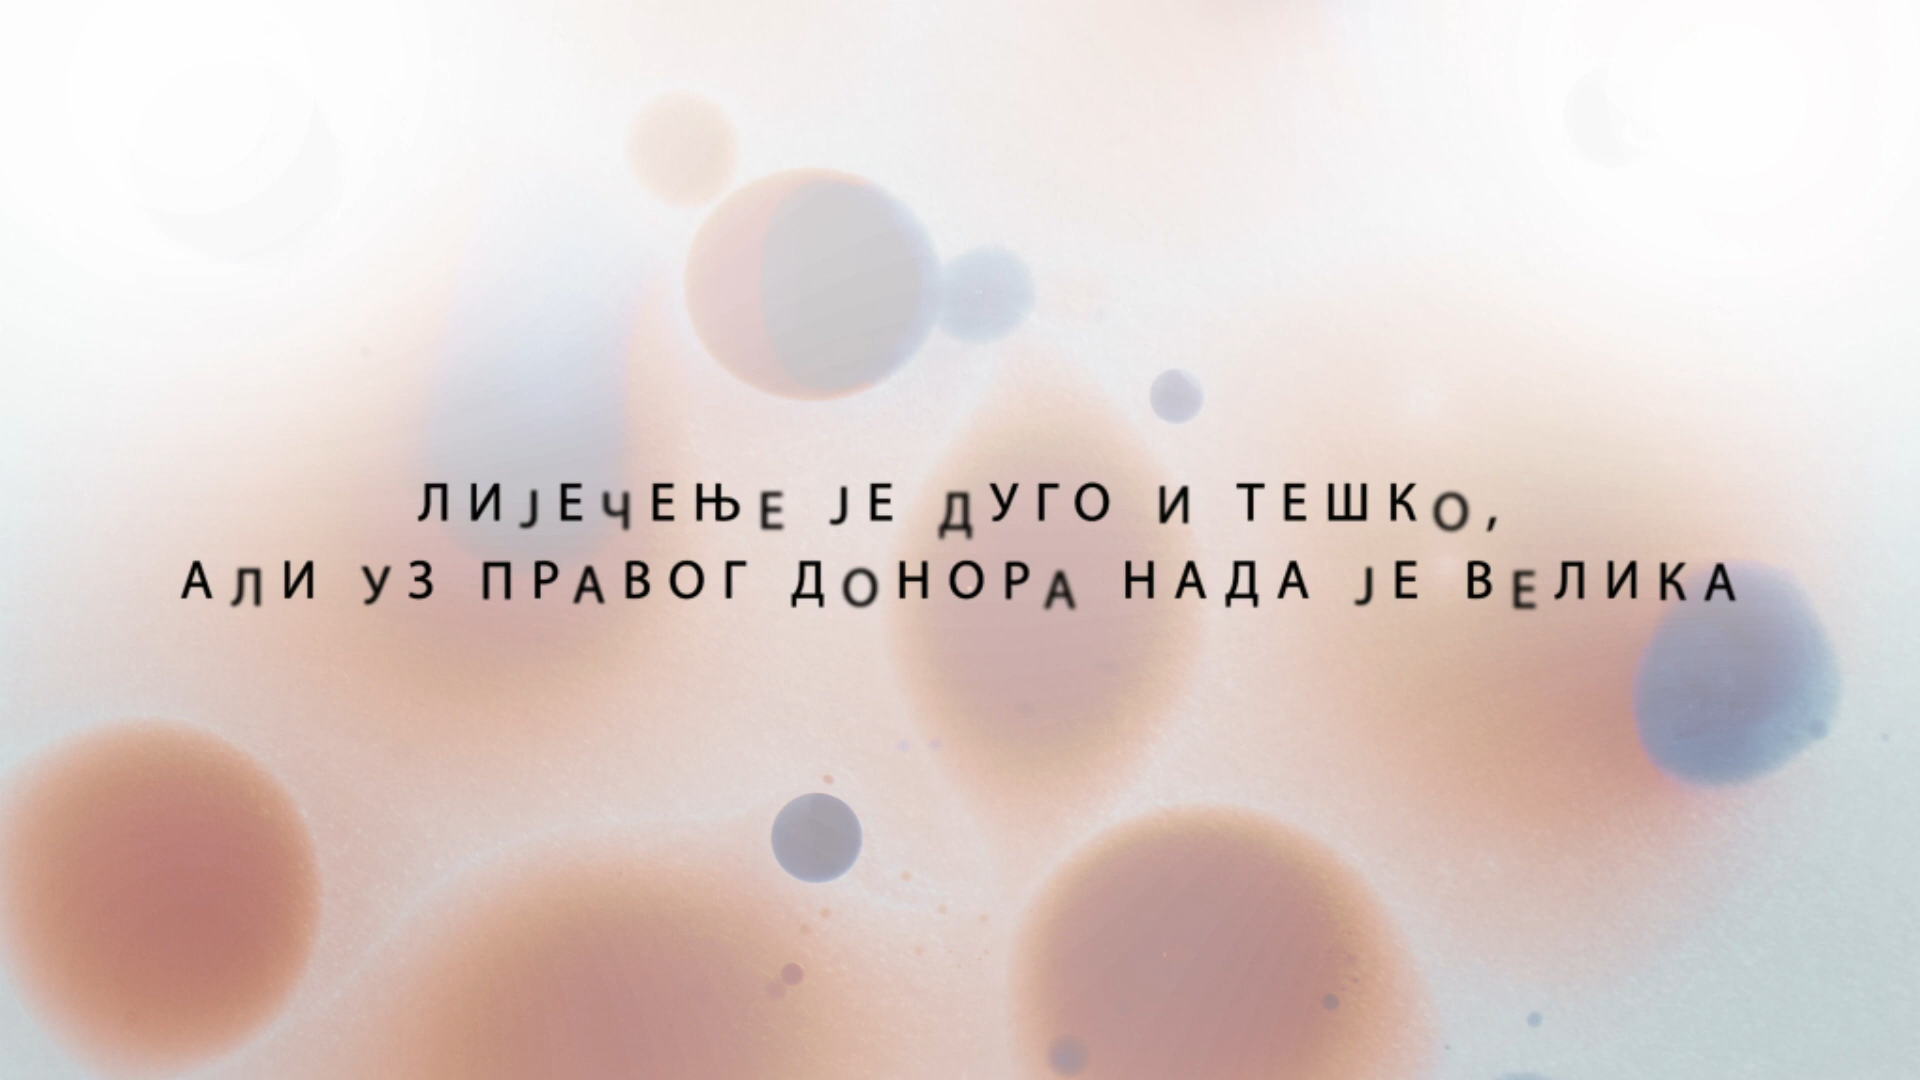 ЛИЈЕЧЕЊЕ ЈЕ ДУГО И ТЕШКО,
АЛИ УЗ ПРАВОГ ДОНОРА НАДА ЈЕ ВЕЛИКА